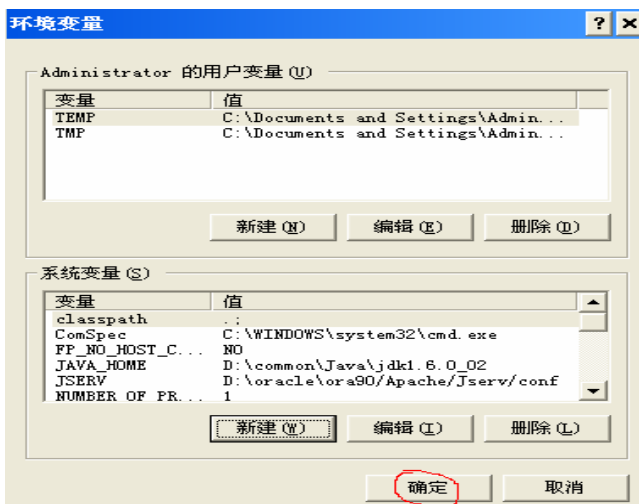 环境变量
Administrator 的用户变量(U)
变量 值
TEMP C:\Documents and Settings\Admin...
TMP C:\Documents and Settings\Admin...
新建(N) 编辑(E) 删除(D)
系统变量(S)
变量 值
classpath .;
ComSpec C:\WINDOWS\system32\cmd.exe
FP_NO_HOST_C... NO
JAVA_HOME D:\common\Java\jdk1.6.0_02
JSERV D:\oracle\ora90/Apache/Jserv/conf
NUMBER OF PR... 1
新建(W) 编辑(I) 删除(L)
确定 取消